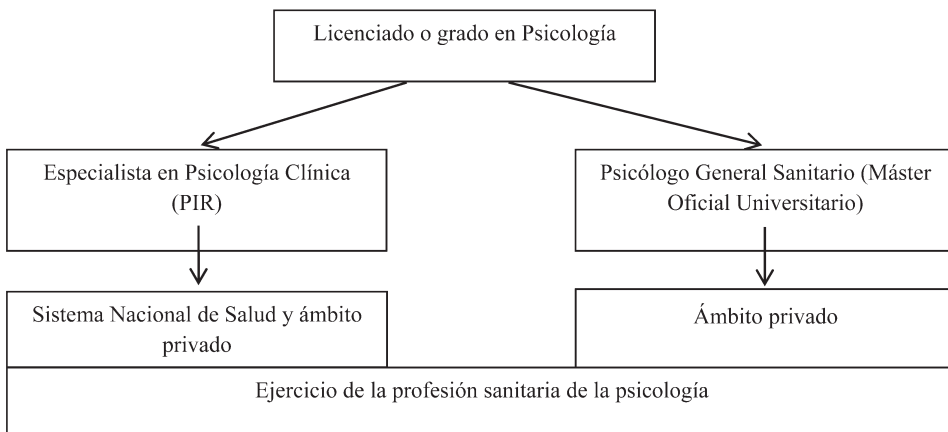 Licenciado o grado en Psicología
Especialista en Psicología Clínica
(PIR)
Psicólogo General Sanitario (Máster
Oficial Universitario)
Sistema Nacional de Salud y ámbito
privado
Ámbito privado
Ejercicio de la profesión sanitaria de la psicología